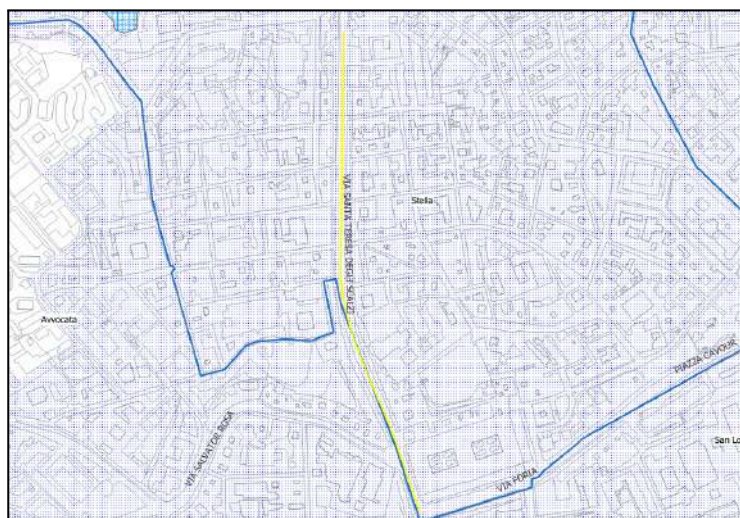 VIA SANTA TERESA DEGLI SCALZI
Stella
Avvocata
PIAZZA CAVOUR
San Lo
VIA SALVATOR ROSA
VIA FORIA